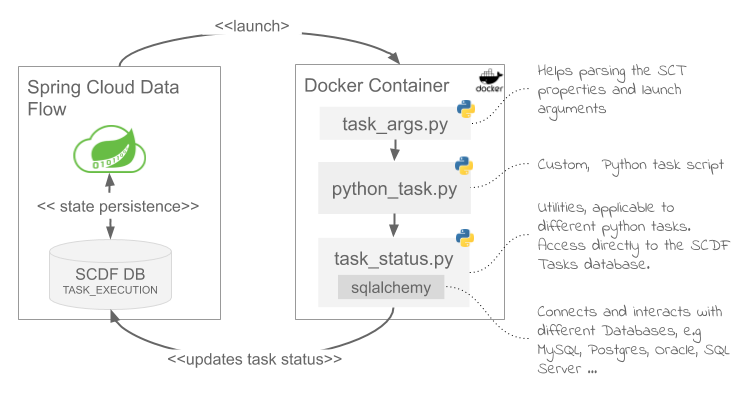 <<launch>
Spring Cloud Data
Flow
010110
<< state persistence>>
SCDF DB
TASK_EXECUTION
Docker Container
docker
task_args.py
python_task.py
task_status.py
sqlalchemy
<<updates task status>>
Helps parsing the SCT
properties and launch
arguments
Custom, Python task script
Utilities, applicable to
different python tasks.
Access directly to the SCDF
Tasks database.
Connects and interacts with
different Databases, e.g
MySQL, Postgres, Oracle, SQL
Server ...